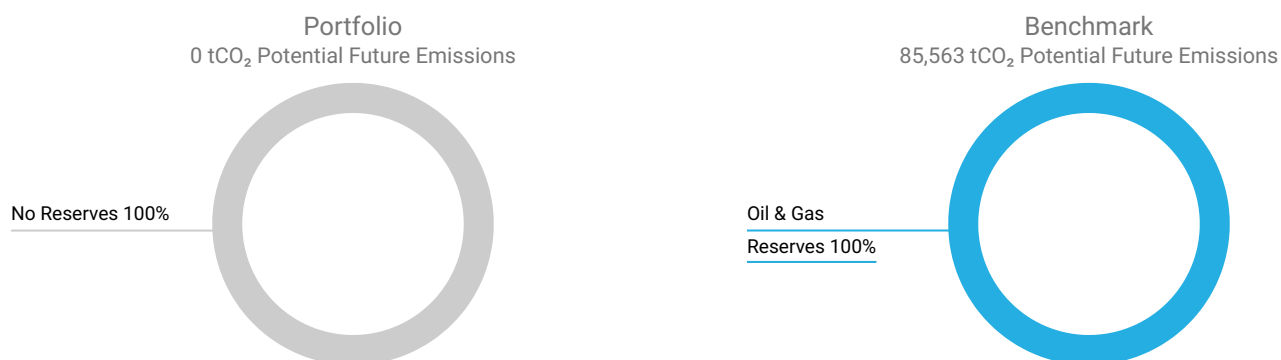 Portfolio
0 tCO₂ Potential Future Emissions
No Reserves 100%
Benchmark
85,563 tCO₂ Potential Future Emissions
Oil & Gas
Reserves 100%